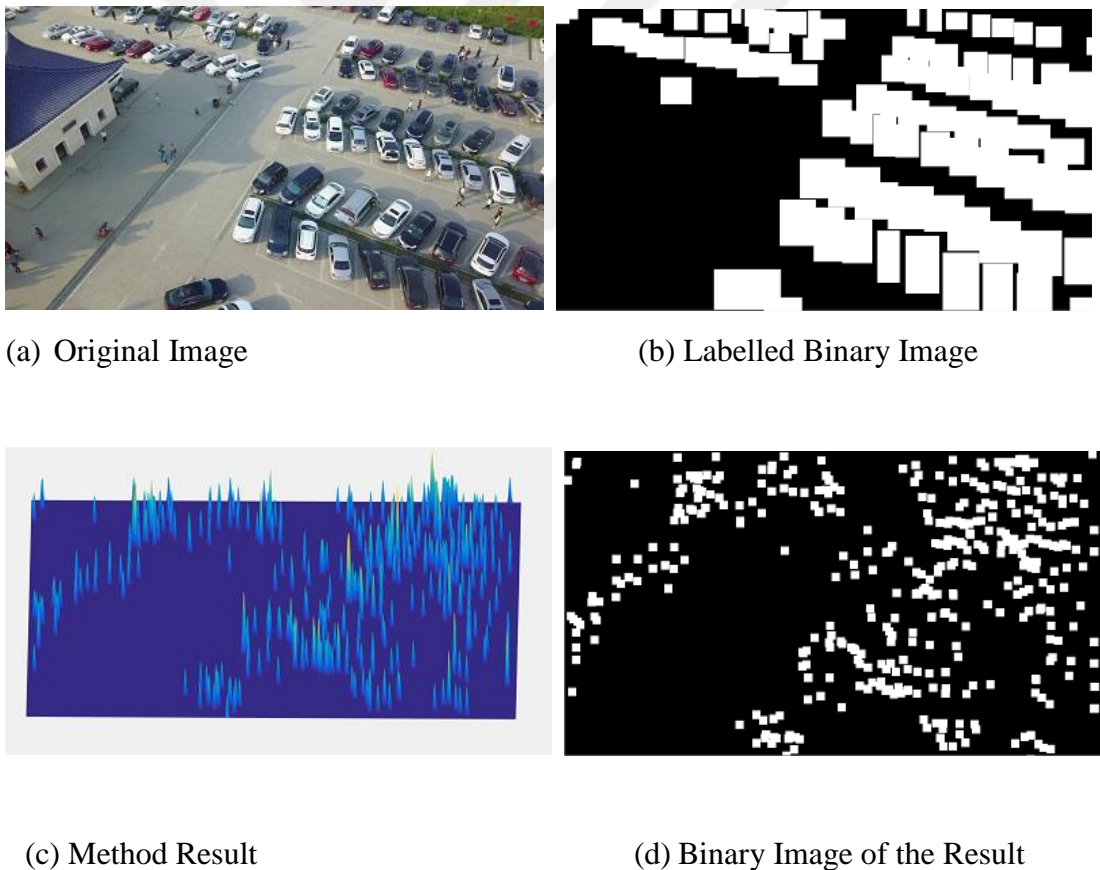 (a) Original Image
(b) Labelled Binary Image
(c) Method Result
(d) Binary Image of the Result